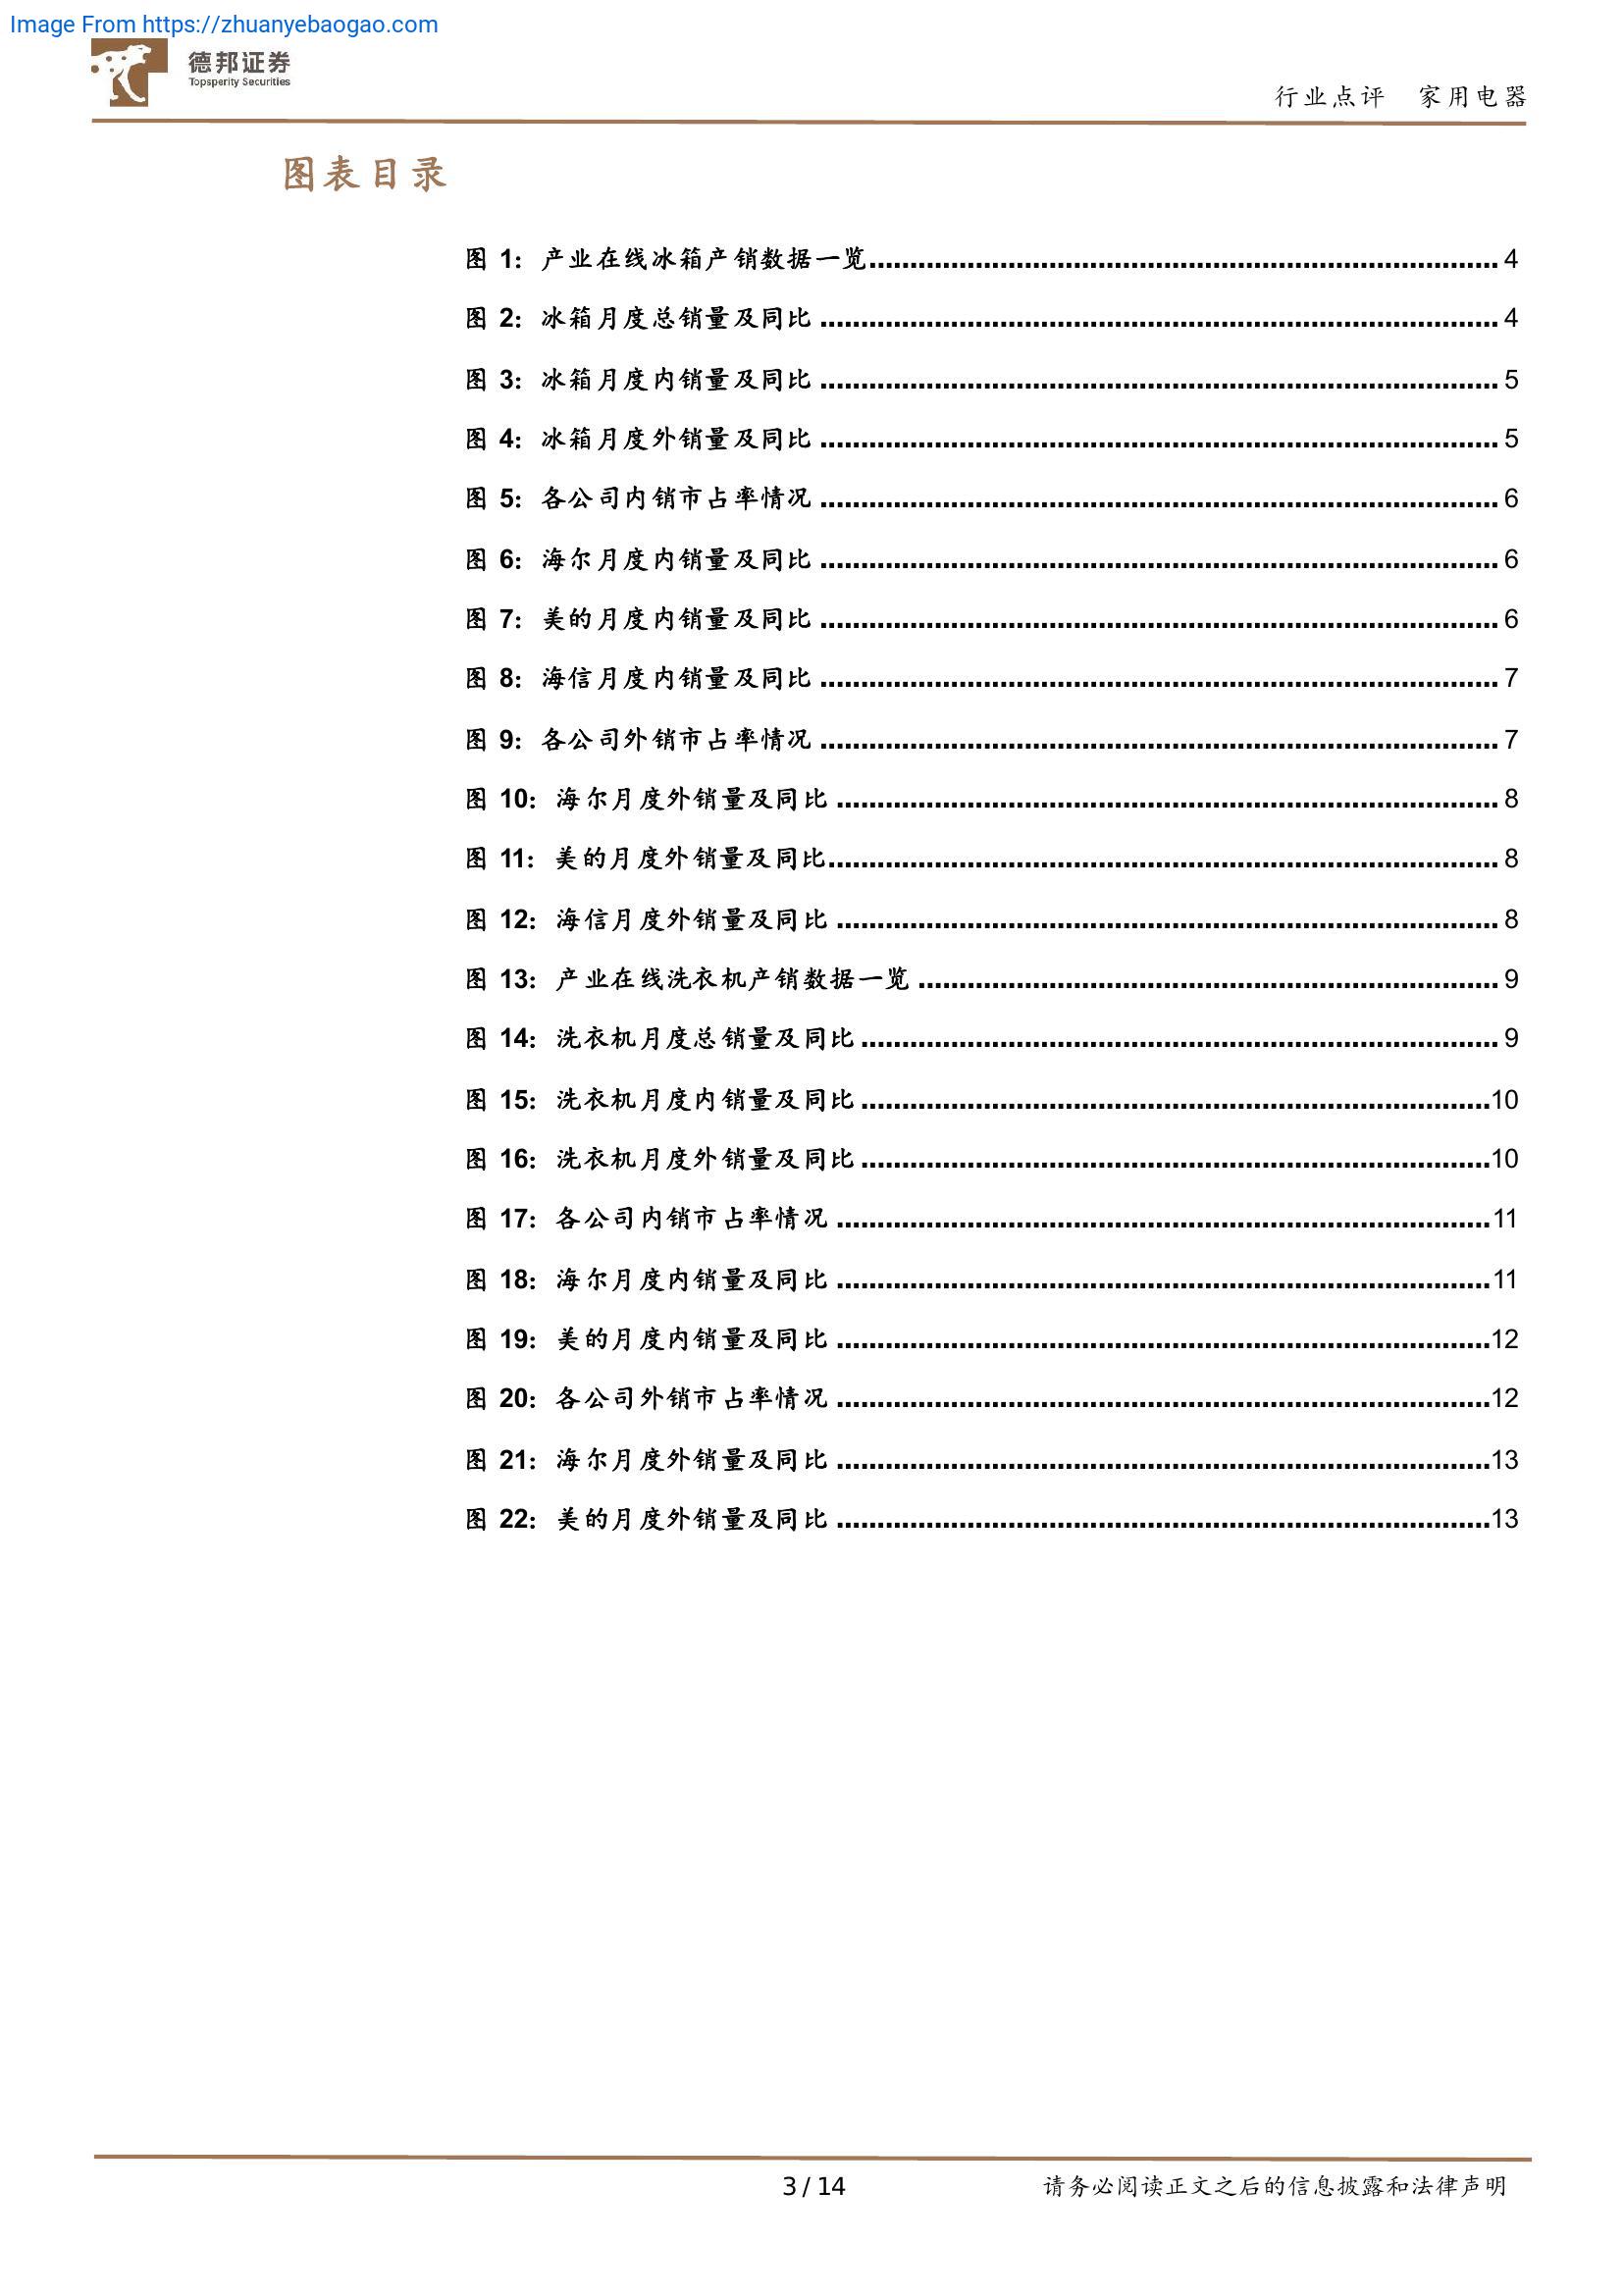 Image From https://zhuanyebaogao.com
德邦证券
Topsperity Securities
行业点评 家用电器
图表目录
图 1：产业在线冰箱产销数据一览 4
图 2：冰箱月度总销量及同比 4
图 3：冰箱月度内销量及同比 5
图 4：冰箱月度外销量及同比 5
图 5：各公司内销市占率情况 6
图 6：海尔月度内销量及同比 6
图 7：美的月度内销量及同比 6
图 8：海信月度内销量及同比 7
图 9：各公司外销市占率情况 7
图 10：海尔月度外销量及同比 8
图 11：美的月度外销量及同比 8
图 12：海信月度外销量及同比 8
图 13：产业在线洗衣机产销数据一览 9
图 14：洗衣机月度总销量及同比 9
图 15：洗衣机月度内销量及同比 10
图 16：洗衣机月度外销量及同比 10
图 17：各公司内销市占率情况 11
图 18：海尔月度内销量及同比 11
图 19：美的月度内销量及同比 12
图 20：各公司外销市占率情况 12
图 21：海尔月度外销量及同比 13
图 22：美的月度外销量及同比 13
3 / 14 请务必阅读正文之后的信息披露和法律声明